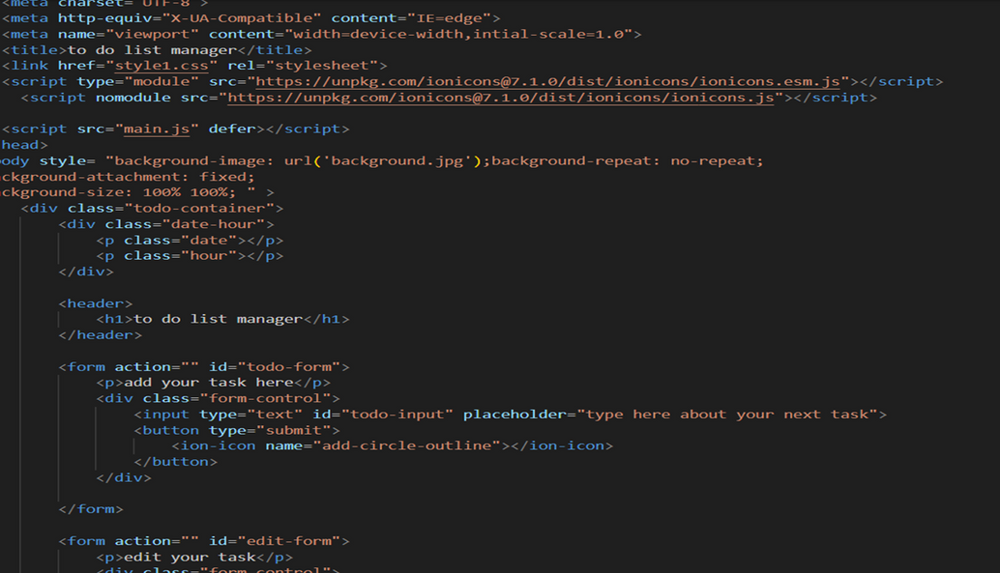 <meta charset="UTF-8">
<meta http-equiv="X-UA-Compatible" content="IE=edge">
<meta name="viewport" content="width=device-width,intial-scale=1.0">
<title>to do list manager</title>
<link href="style1.css" rel="stylesheet">
<script type="module" src="https://unpkg.com/ionicons@7.1.0/dist/ionicons/ionicons.esm.js"></script>
<script nomodule src="https://unpkg.com/ionicons@7.1.0/dist/ionicons/ionicons.js"></script>
<script src="main.js" defer></script>
head>
ody style= "background-image: url('background.jpg');background-repeat: no-repeat;
ckground-attachment: fixed;
ckground-size: 100% 100%; " >
<div class="todo-container">
<div class="date-hour">
<p class="date"></p>
<p class="hour"></p>
</div>
<header>
<h1>to do list manager</h1>
</header>
<form action="" id="todo-form">
<p>add your task here</p>
<div class="form-control">
<input type="text" id="todo-input" placeholder="type here about your next task">
<button type="submit">
<ion-icon name="add-circle-outline"></ion-icon>
</button>
</div>
</form>
<form action="" id="edit-form">
<p>edit your task</p>
<div class="form-control">